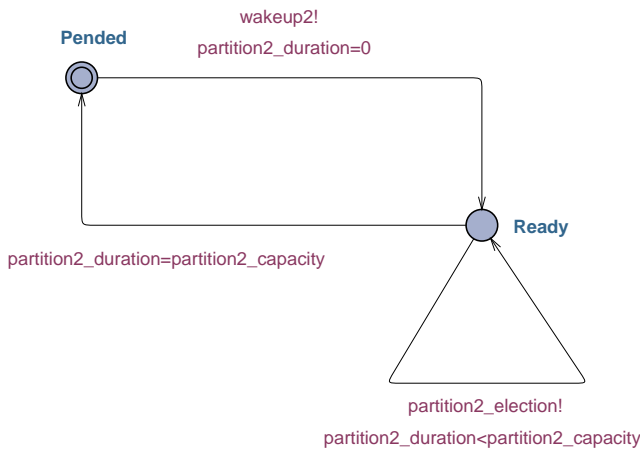 wakeup2!
Pended
partition2_duration=0
Ready
partition2_duration=partition2_capacity
partition2_election!
partition2_duration<partition2_capacity